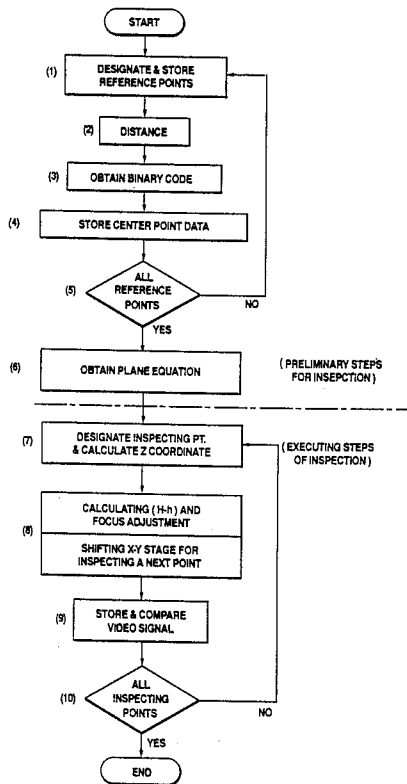 START
(1)
DESIGNATE & STORE
REFERENCE POINTS
(2)
DISTANCE
(3)
OBTAIN BINARY CODE
(4)
STORE CENTER POINT DATA
(5)
ALL
REFERENCE
POINTS
NO
YES
(6)
OBTAIN PLANE EQUATION
( PRELIMINARY STEPS
FOR INSEPCTION )
(7)
DESIGNATE INSPECTING PT.
& CALCULATE Z COORDINATE
(EXECUTING STEPS
OF INSPECTION )
(8)
CALCULATING ( H-h ) AND
FOCUS ADJUSTMENT
SHIFTING X-Y STAGE FOR
INSPECTING A NEXT POINT
(9)
STORE & COMPARE
VIDEO SIGNAL
(10)
ALL
INSPECTING
POINTS
NO
YES
END